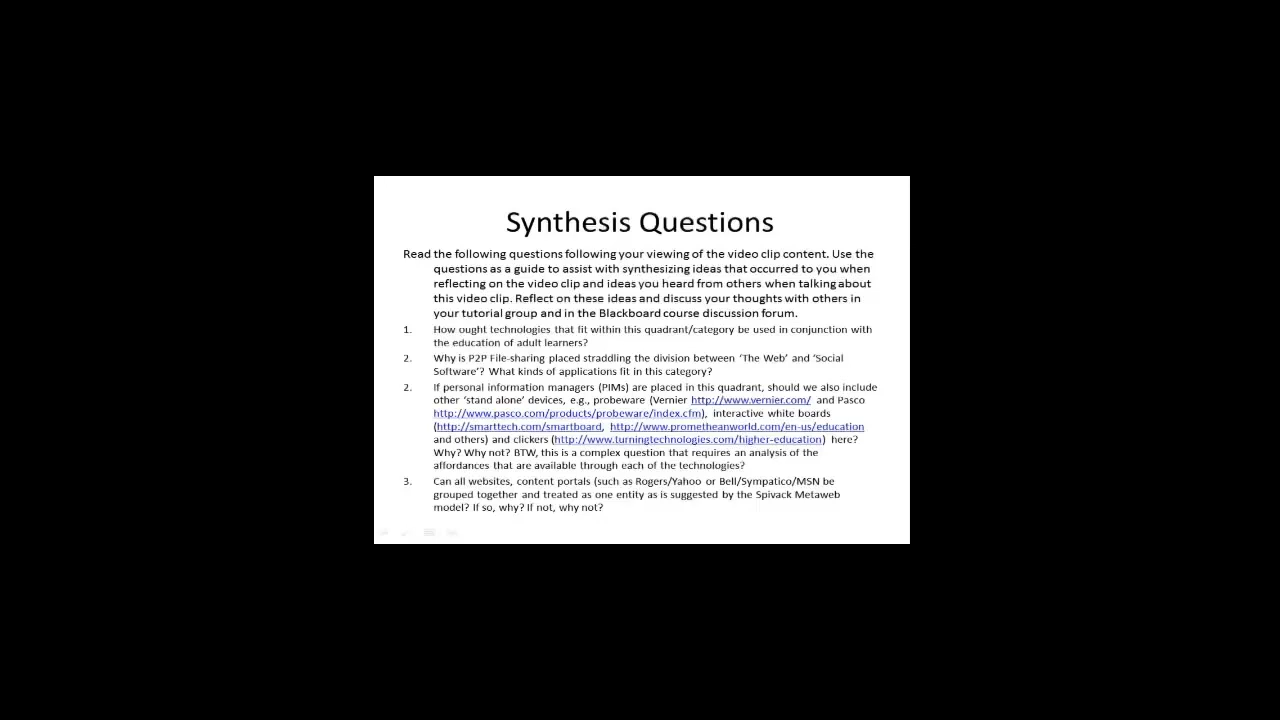 Synthesis Questions
Read the following questions following your viewing of the video clip content. Use the
questions as a guide to assist with synthesizing ideas that occurred to you when
reflecting on the video clip and ideas you heard from others when talking about
this video clip. Reflect on these ideas and discuss your thoughts with others in
your tutorial group and in the Blackboard course discussion forum.
1. How ought technologies that fit within this quadrant/category be used in conjunction with
the education of adult learners?
2. Why is P2P File-sharing placed straddling the division between ‘The Web’ and ‘Social
Software’? What kinds of applications fit in this category?
2. If personal information managers (PIMs) are placed in this quadrant, should we also include
other ‘stand alone’ devices, e.g., probeware (Vernier http://www.vernier.com/ and Pasco
http://www.pasco.com/products/probeware/index.cfm), interactive white boards
(http://smarttech.com/smartboard, http://www.prometheanworld.com/en-us/education
and others) and clickers (http://www.turningtechnologies.com/higher-education) here?
Why? Why not? BTW, this is a complex question that requires an analysis of the
affordances that are available through each of the technologies?
3. Can all websites, content portals (such as Rogers/Yahoo or Bell/Sympatico/MSN be
grouped together and treated as one entity as is suggested by the Spivack Metaweb
model? If so, why? If not, why not?